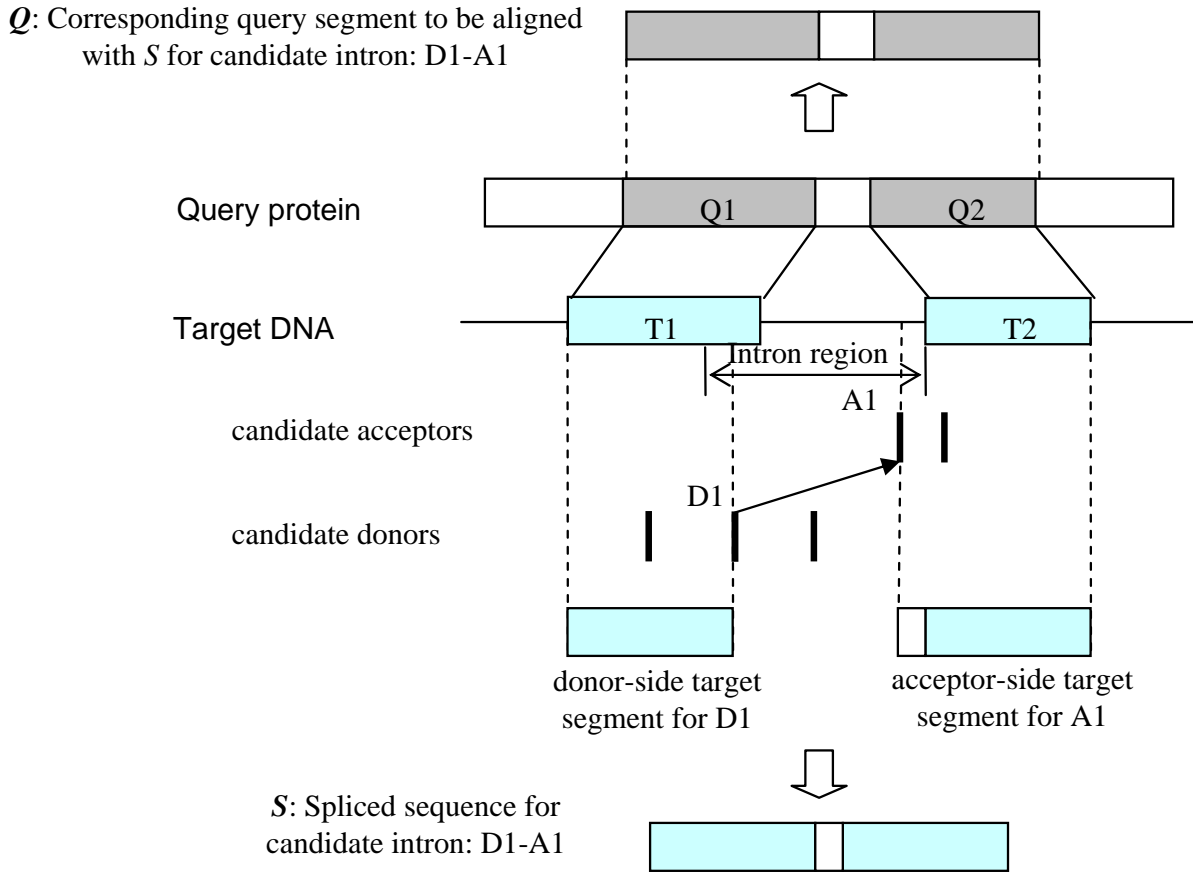 Q: Corresponding query segment to be aligned
with S for candidate intron: D1-A1
Query protein
Q1
Q2
Target DNA
T1
T2
Intron region
A1
candidate acceptors
D1
candidate donors
donor-side target
segment for D1
acceptor-side target
segment for A1
S: Spliced sequence for
candidate intron: D1-A1